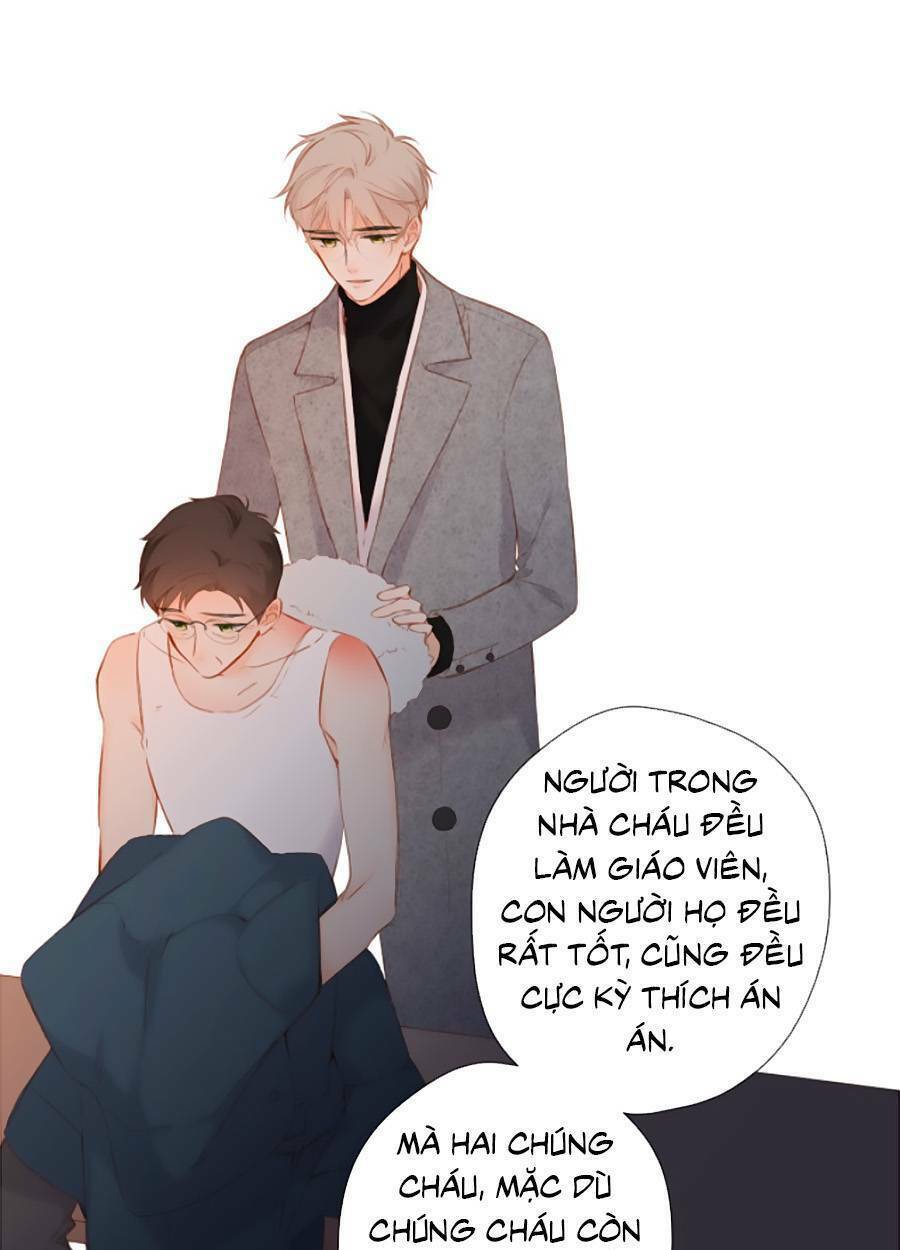 NGƯỜI TRONG
NHÀ CHÁU ĐỀU
LÀM GIÁO VIÊN,
CON NGƯỜI HỌ ĐỀU
RẤT TỐT, CŨNG ĐỀU
CỰC KỲ THÍCH ÁN
ÁN.
MÀ HAI CHÚNG
CHÁU, MẶC DÙ
CHÚNG CHÁU CÒN